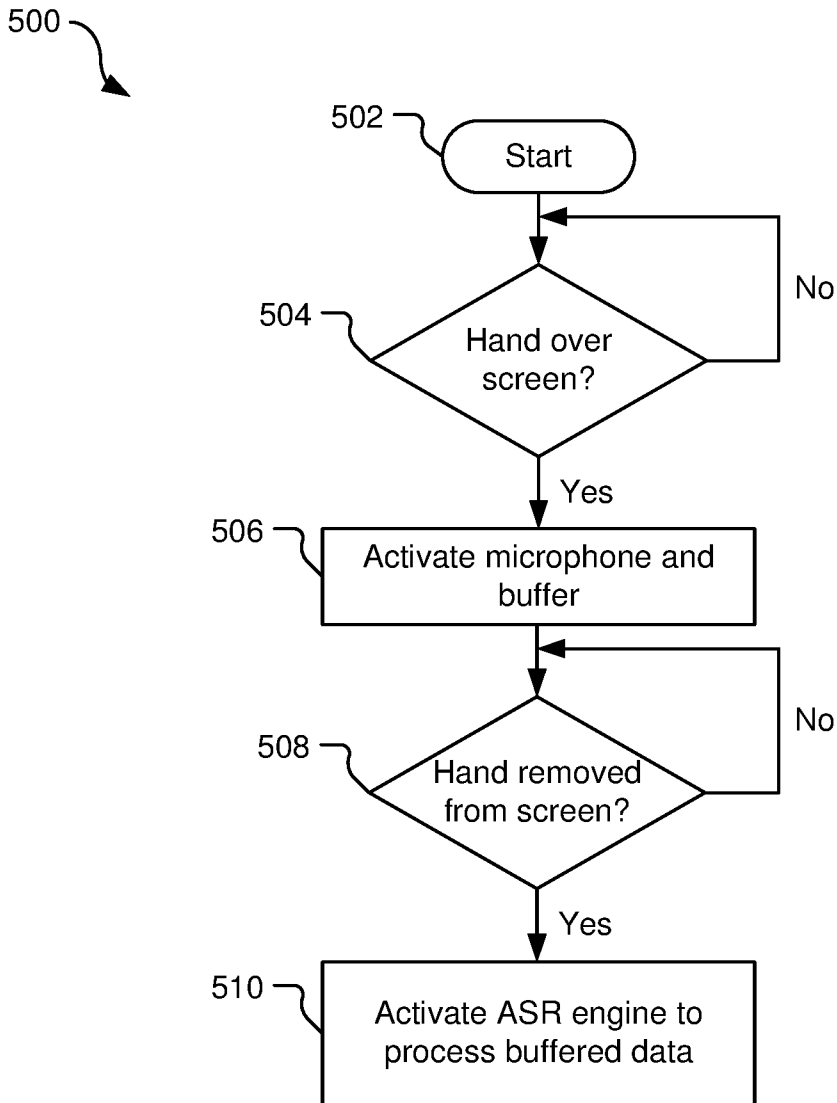 500
502
Start
No
504
Hand over
screen?
Yes
506
Activate microphone and
buffer
No
508
Hand removed
from screen?
Yes
510
Activate ASR engine to
process buffered data